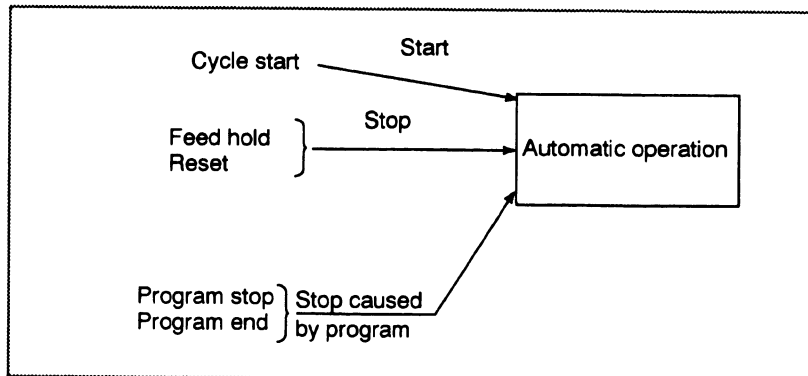 Start
Cycle start
Stop
Feed hold
Reset
Automatic operation
Program stop
Program end
Stop caused
by program